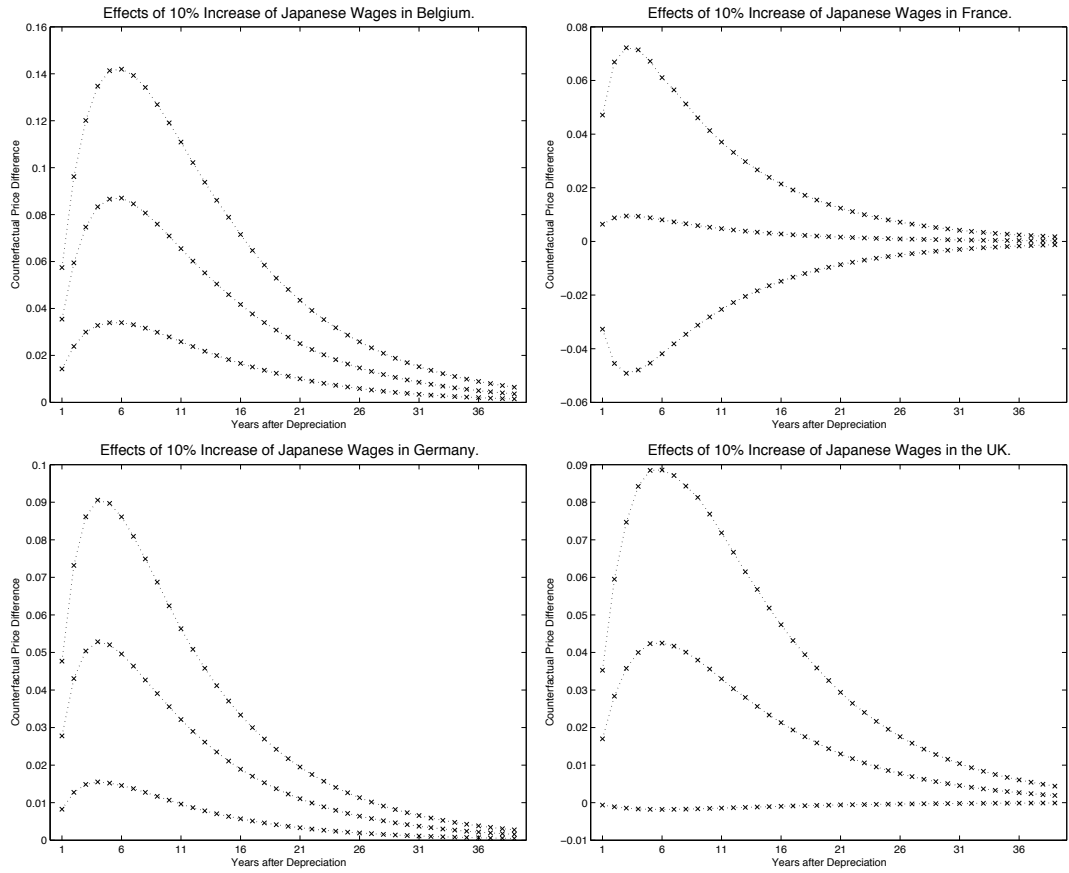 Effects of 10% Increase of Japanese Wages in Belgium.
0.16
0.14
0.12
0.1
0.08
0.06
0.04
0.02
0
Counterfactual Price Difference
1 6 11 16 21 26 31 36
Years after Depreciation
Effects of 10% Increase of Japanese Wages in France.
0.08
0.06
0.04
0.02
0
−0.02
−0.04
−0.06
Counterfactual Price Difference
1 6 11 16 21 26 31 36
Years after Depreciation
Effects of 10% Increase of Japanese Wages in Germany.
0.1
0.09
0.08
0.07
0.06
0.05
0.04
0.03
0.02
0.01
0
Counterfactual Price Difference
1 6 11 16 21 26 31 36
Years after Depreciation
Effects of 10% Increase of Japanese Wages in the UK.
0.09
0.08
0.07
0.06
0.05
0.04
0.03
0.02
0.01
0
−0.01
Counterfactual Price Difference
1 6 11 16 21 26 31 36
Years after Depreciation